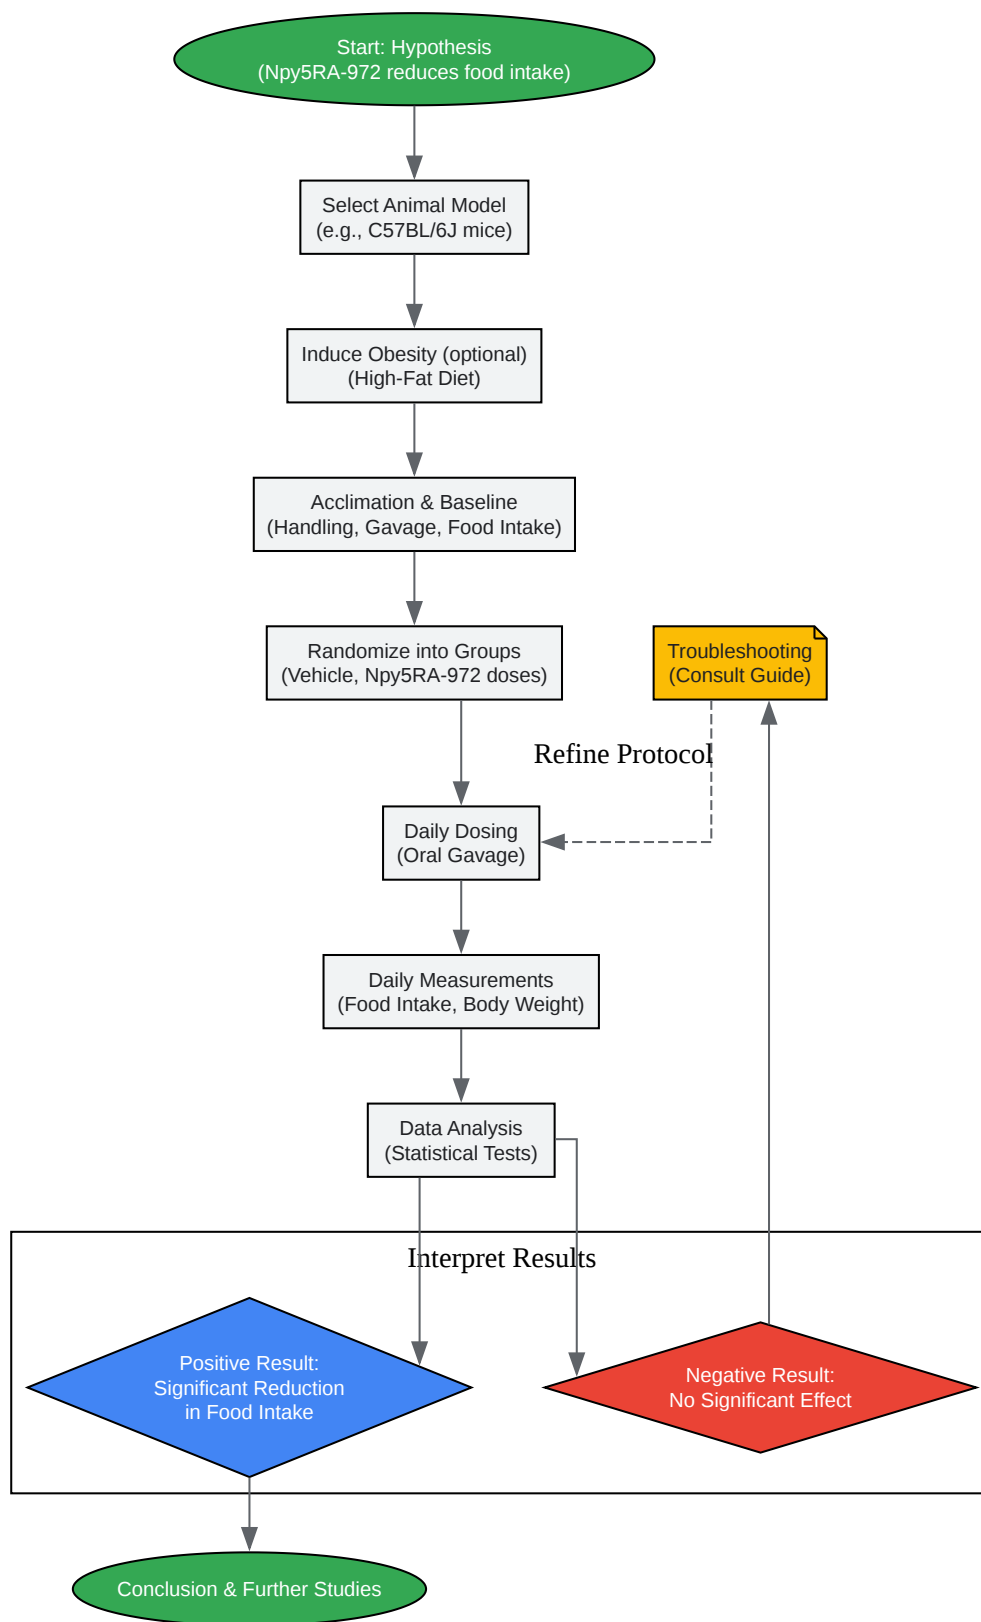 Start: Hypothesis
(Npy5RA-972 reduces food intake)
Select Animal Model
(e.g., C57BL/6J mice)
Induce Obesity (optional)
(High-Fat Diet)
Acclimation & Baseline
(Handling, Gavage, Food Intake)
Randomize into Groups
(Vehicle, Npy5RA-972 doses)
Troubleshooting
(Consult Guide)
Refine Protocol
Daily Dosing
(Oral Gavage)
Daily Measurements
(Food Intake, Body Weight)
Data Analysis
(Statistical Tests)
Interpret Results
Positive Result:
Significant Reduction
in Food Intake
Negative Result:
No Significant Effect
Conclusion & Further Studies